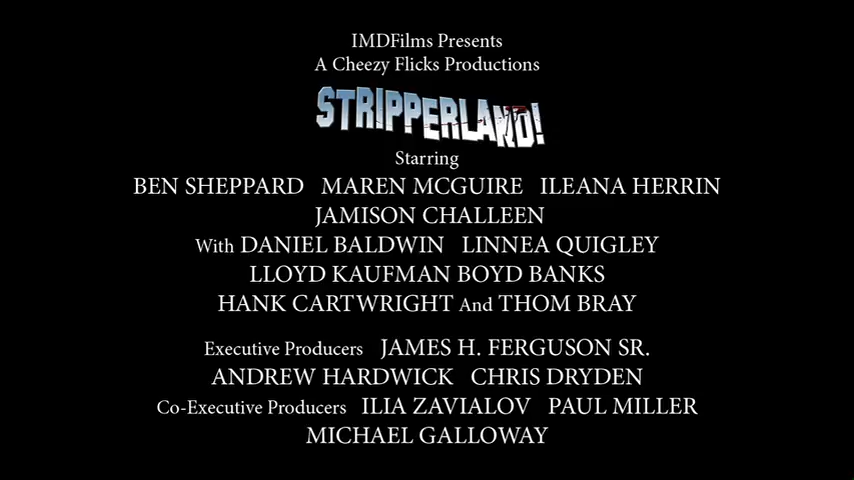 IMDFilms Presents
A Cheezy Flicks Productions
STRIPPERLAND!
Starring
BEN SHEPPARD MAREN MCGUIRE ILEANA HERRIN
JAMISON CHALLEEN
With DANIEL BALDWIN LINNEA QUIGLEY
LLOYD KAUFMAN BOYD BANKS
HANK CARTWRIGHT And THOM BRAY
Executive Producers JAMES H. FERGUSON SR.
ANDREW HARDWICK CHRIS DRYDEN
Co-Executive Producers ILIA ZAVIALOV PAUL MILLER
MICHAEL GALLOWAY